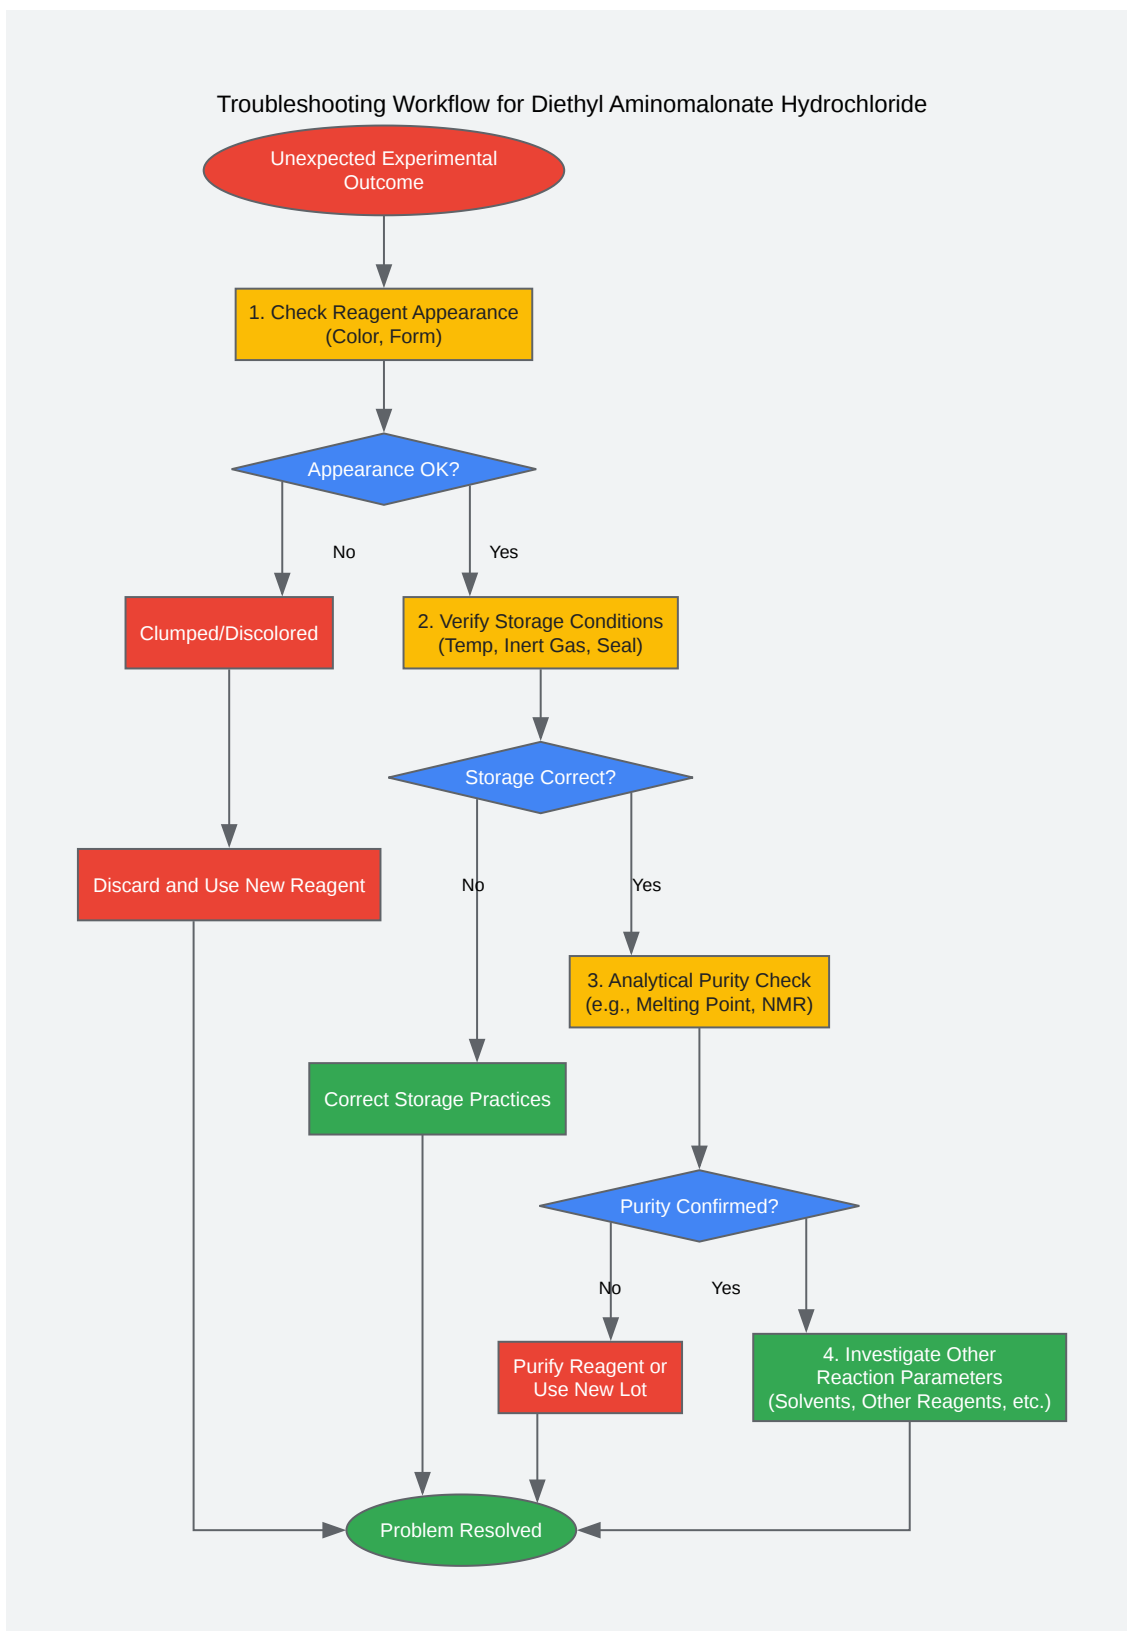 Troubleshooting Workflow for Diethyl Aminomalonate Hydrochloride
Unexpected Experimental
Outcome
1. Check Reagent Appearance
(Color, Form)
Appearance OK?
No
Yes
Clumped/Discolored
2. Verify Storage Conditions
(Temp, Inert Gas, Seal)
Storage Correct?
Discard and Use New Reagent
No
Yes
3. Analytical Purity Check
(e.g., Melting Point, NMR)
Correct Storage Practices
Purity Confirmed?
No
Yes
Purify Reagent or
Use New Lot
4. Investigate Other
Reaction Parameters
(Solvents, Other Reagents, etc.)
Problem Resolved